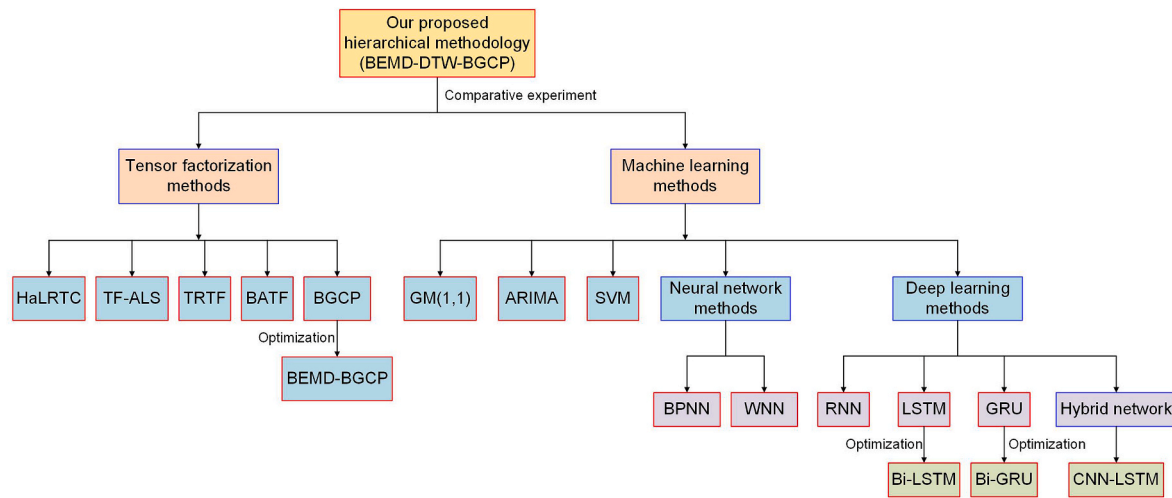 Our proposed
hierarchical methodology
(BEMD-DTW-BGCP)
Comparative experiment
Tensor factorization
methods
Machine learning
methods
HaLRTC
TF-ALS
TRTF
BATF
BGCP
GM(1,1)
ARIMA
SVM
Neural network
methods
Deep learning
methods
Optimization
BEMD-BGCP
BPNN
WNN
RNN
LSTM
GRU
Hybrid network
Optimization
Optimization
Bi-LSTM
Bi-GRU
CNN-LSTM